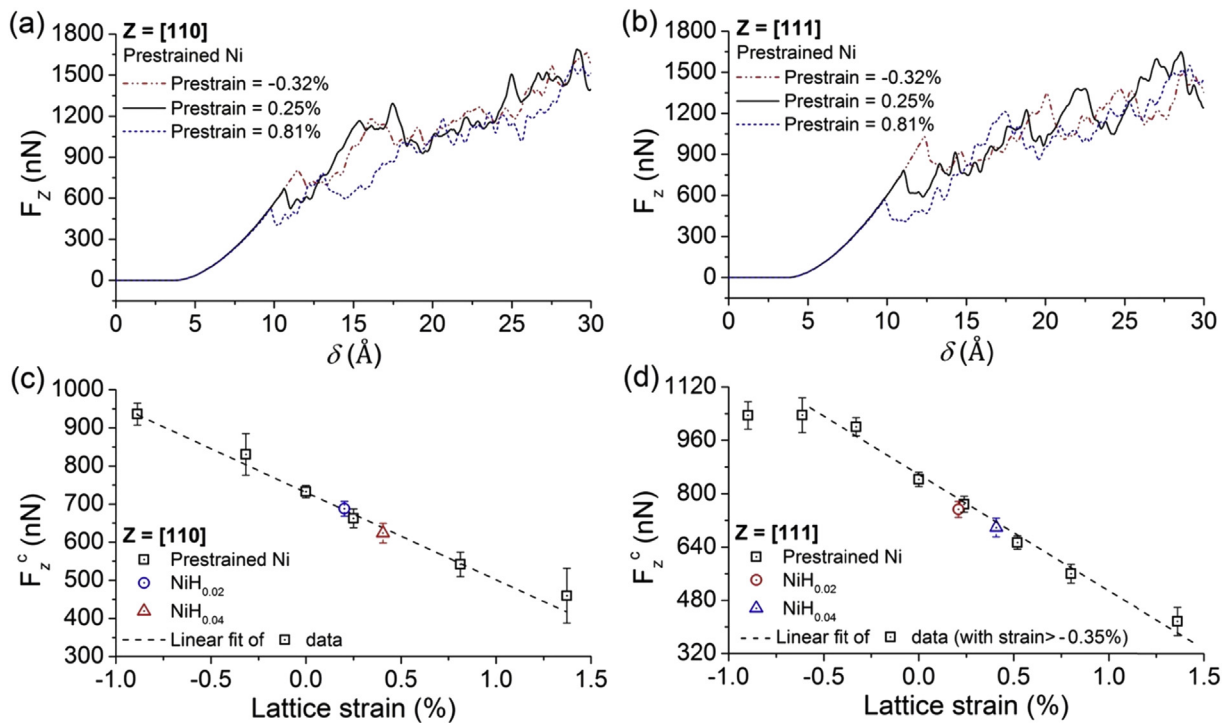 (a)
Z = [110]
Prestrained Ni
Prestrain = -0.32%
Prestrain = 0.25%
Prestrain = 0.81%
1800
1500
1200
900
600
300
0
F_z (nN)
0 5 10 15 20 25 30
δ (Å)
(b)
Z = [111]
Prestrained Ni
Prestrain = -0.32%
Prestrain = 0.25%
Prestrain = 0.81%
1800
1500
1200
900
600
300
0
F_z (nN)
0 5 10 15 20 25 30
δ (Å)
(c)
1000
900
800
700
600
500
400
300
F_z^c (nN)
Z = [110]
Prestrained Ni
NiH_0.02
NiH_0.04
Linear fit of data
-1.0 -0.5 0.0 0.5 1.0 1.5
Lattice strain (%)
(d)
1120
960
800
640
480
320
F_z^c (nN)
Z = [111]
Prestrained Ni
NiH_0.02
NiH_0.04
Linear fit of data (with strain> -0.35%)
-1.0 -0.5 0.0 0.5 1.0 1.5
Lattice strain (%)